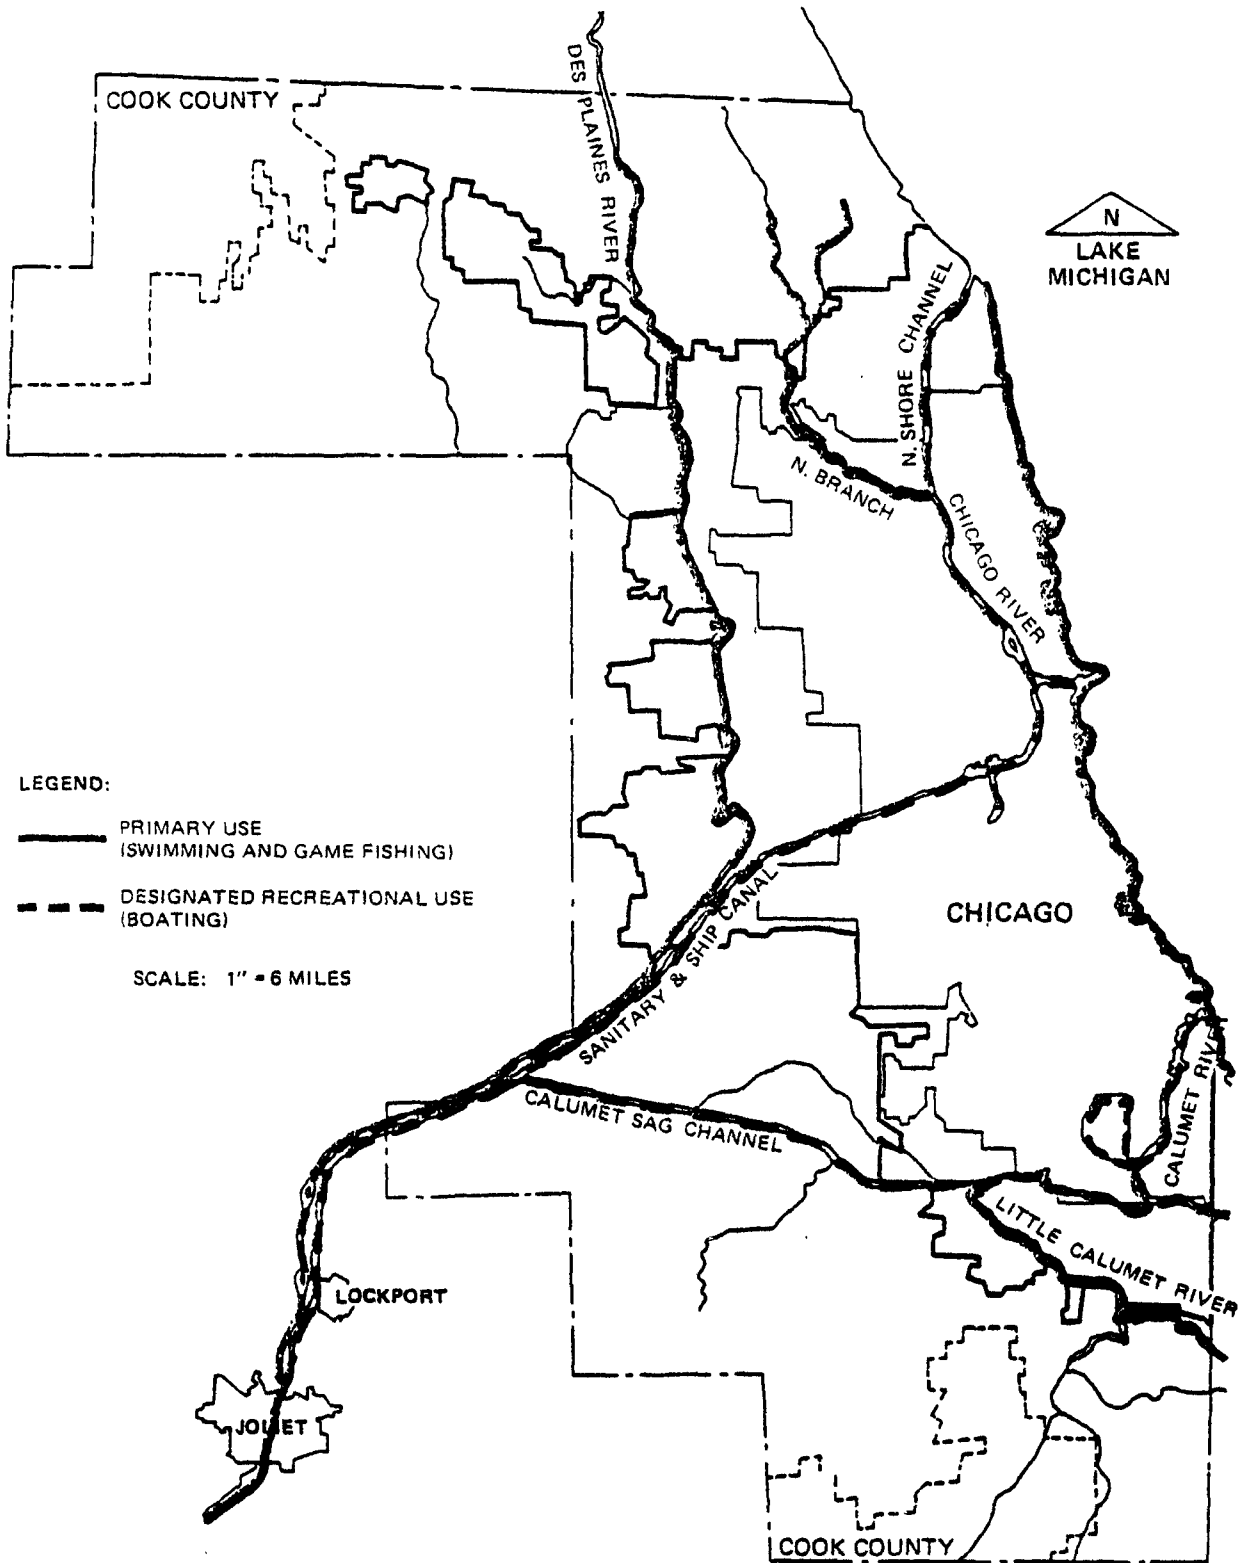 DES PLAINES RIVER
COOK COUNTY
N
LAKE
MICHIGAN
N. SHORE CHANNEL
N. BRANCH
CHICAGO RIVER
LEGEND:
PRIMARY USE
(SWIMMING AND GAME FISHING)
DESIGNATED RECREATIONAL USE
(BOATING)
SCALE: 1" = 6 MILES
CHICAGO
SANITARY & SHIP CANAL
CALUMET SAG CHANNEL
CALUMET RIVER
LITTLE CALUMET RIVER
LOCKPORT
JOLIET
COOK COUNTY